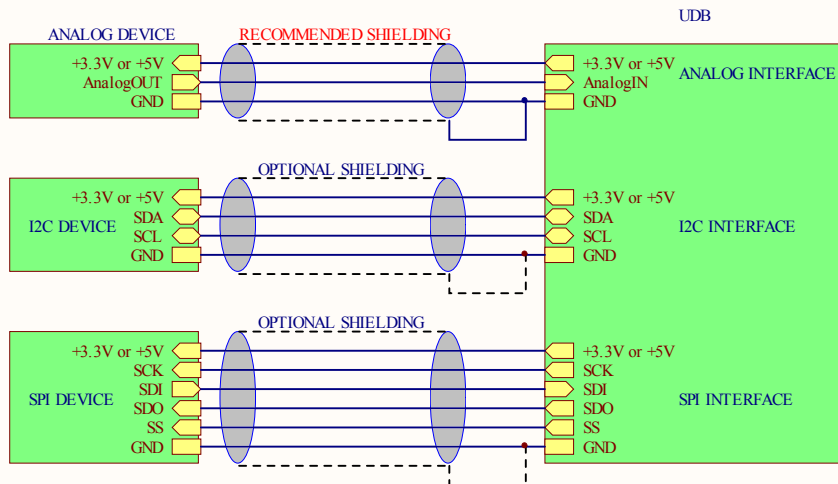 UDB
ANALOG DEVICE
RECOMMENDED SHIELDING
+3.3V or +5V
AnalogOUT
GND
+3.3V or +5V
AnalogIN
GND
ANALOG INTERFACE
OPTIONAL SHIELDING
I2C DEVICE
+3.3V or +5V
SDA
SCL
GND
+3.3V or +5V
SDA
SCL
GND
I2C INTERFACE
OPTIONAL SHIELDING
SPI DEVICE
+3.3V or +5V
SCK
SDI
SDO
SS
GND
+3.3V or +5V
SCK
SDI
SDO
SS
GND
SPI INTERFACE